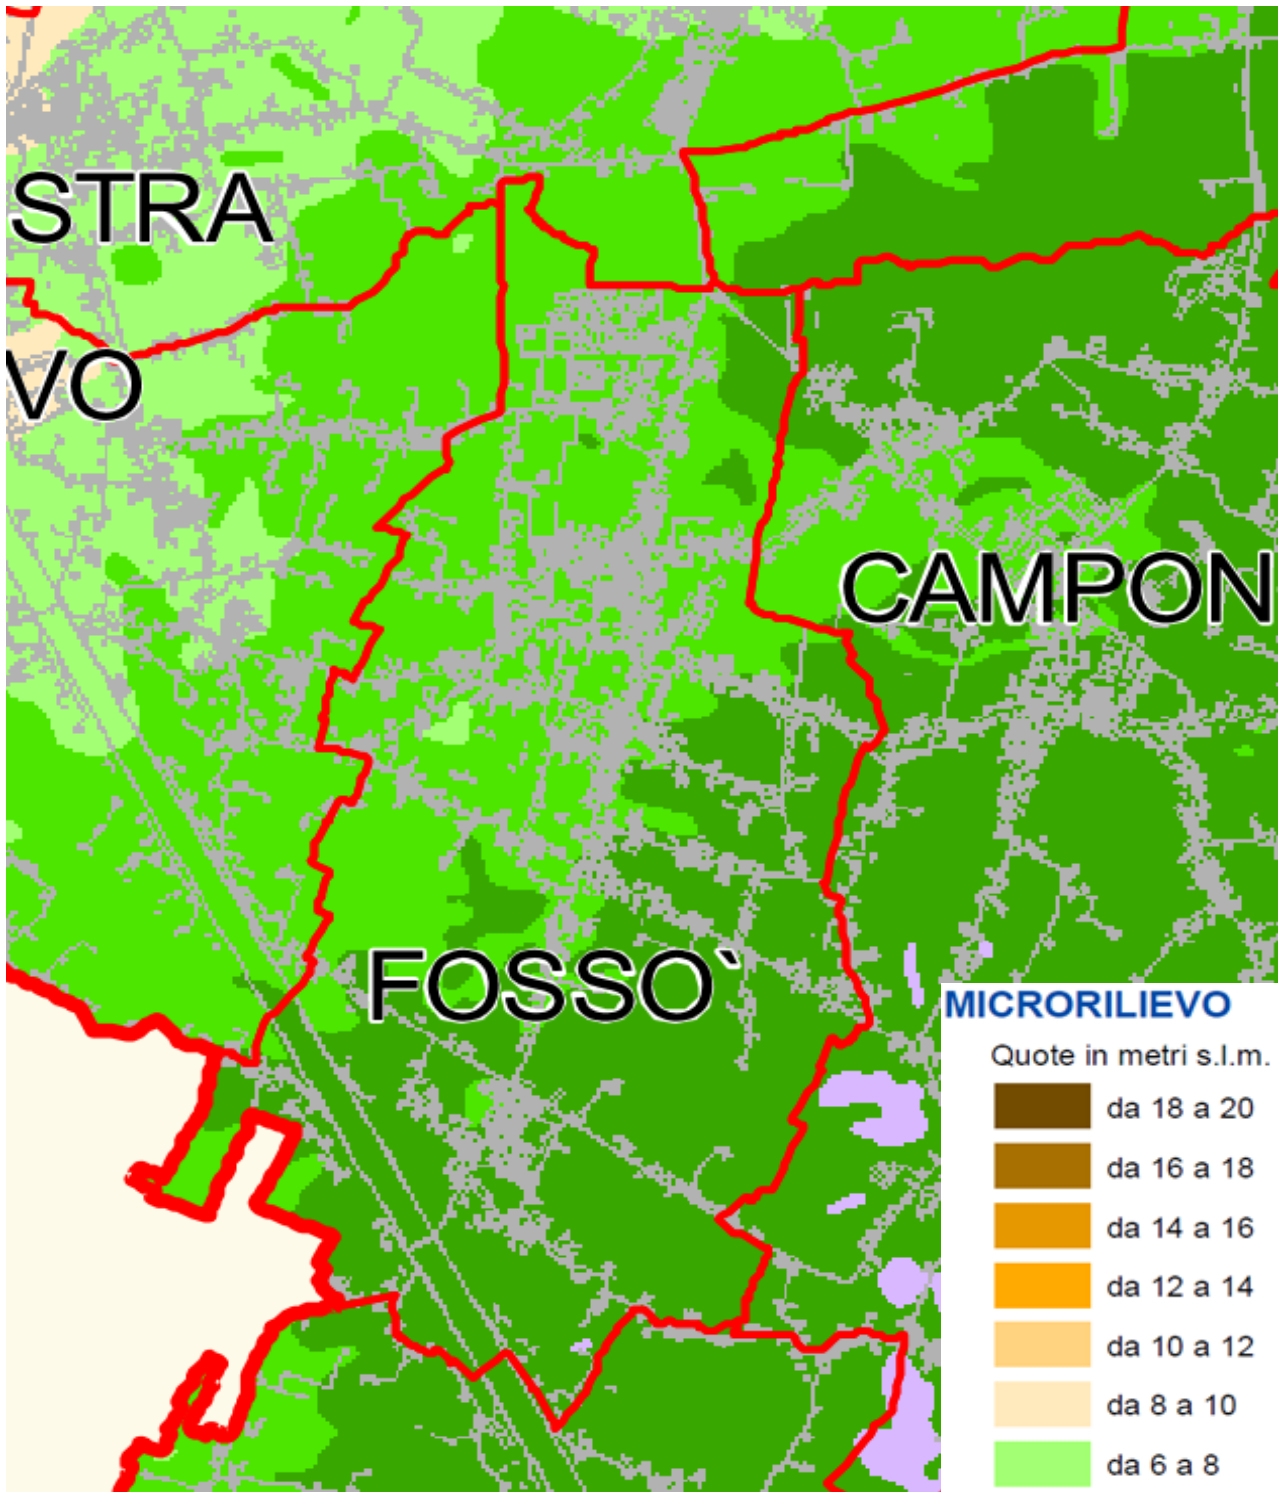 STRA
VO
CAMPON
FOSSO`
MICRORILIEVO
Quote in metri s.l.m.
da 18 a 20
da 16 a 18
da 14 a 16
da 12 a 14
da 10 a 12
da 8 a 10
da 6 a 8